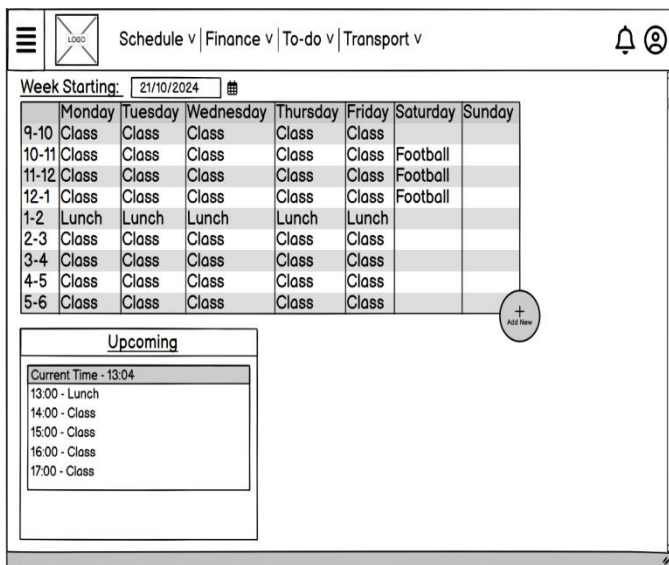 LOGO Schedule v | Finance v | To-do v | Transport v
Week Starting: 21/10/2024
Monday Tuesday Wednesday Thursday Friday Saturday Sunday
9-10 Class Class Class Class Class
10-11 Class Class Class Class Class Football
11-12 Class Class Class Class Class Football
12-1 Class Class Class Class Class Football
1-2 Lunch Lunch Lunch Lunch Lunch
2-3 Class Class Class Class Class
3-4 Class Class Class Class Class
4-5 Class Class Class Class Class
5-6 Class Class Class Class Class
+
Add New
Upcoming
Current Time - 13:04
13:00 - Lunch
14:00 - Class
15:00 - Class
16:00 - Class
17:00 - Class